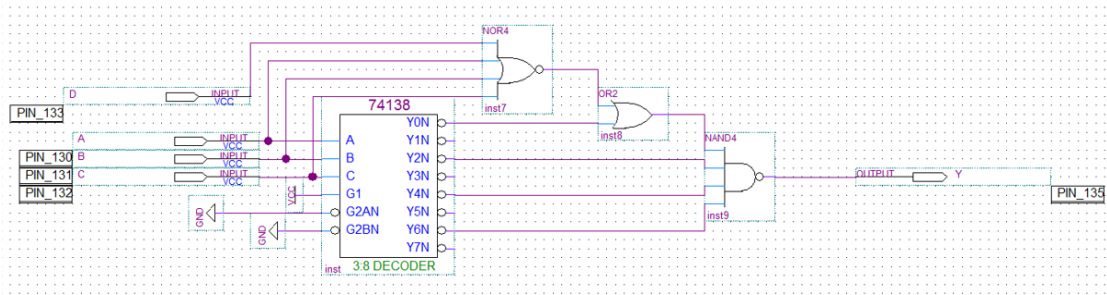 NOR4
D
INPUT
VCC
PIN_133
inst7
OR2
inst8
74138
A
INPUT
VCC
PIN_130
B
INPUT
VCC
PIN_131
C
INPUT
VCC
PIN_132
A
B
C
G1
G2AN
G2BN
Y0N
Y1N
Y2N
Y3N
Y4N
Y5N
Y6N
Y7N
VCC
GND
GND
inst
3:8 DECODER
NAND4
inst9
OUTPUT
Y
PIN_135